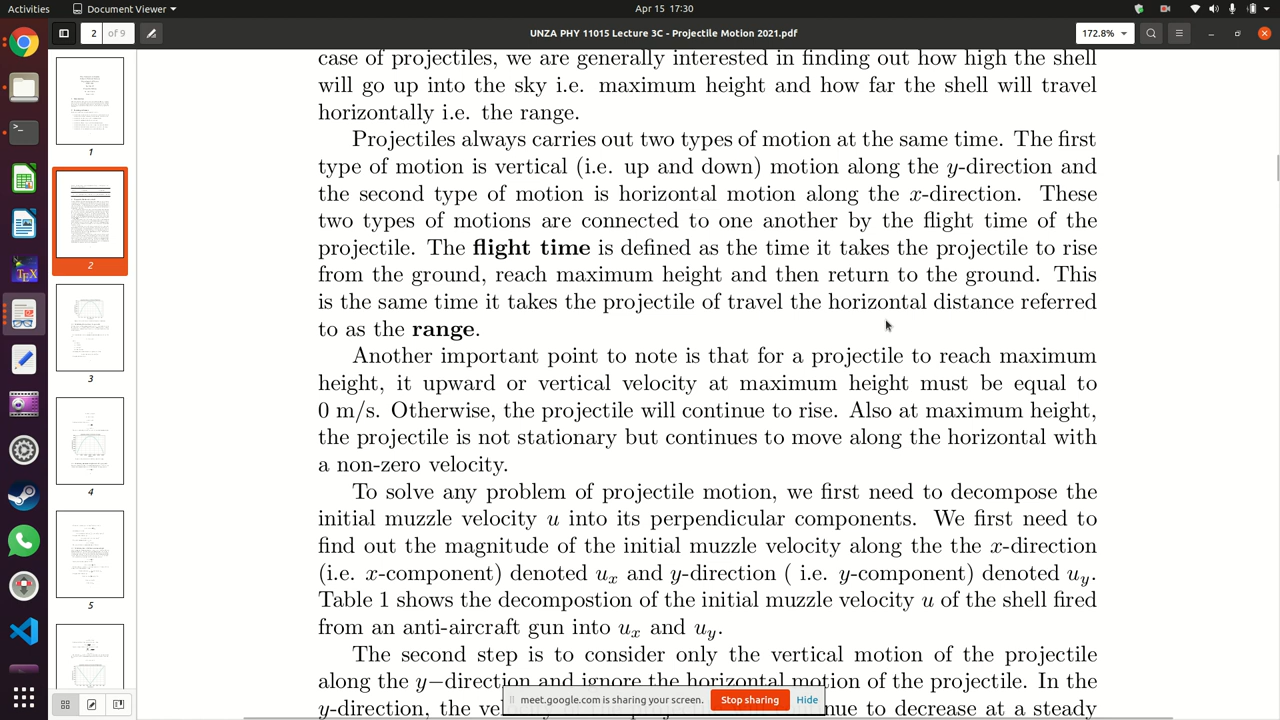 Activities
Document Viewer
Apr 15 17:30
2 of 9
UNZA PHY 11015 Lecture 3C - Projectile Motion 2021.pdf
172.8%
1
2
3
4
5
case of projectiles, we are generally interested in finding out how high the shell
will go up into the sky i.e. maximum height and how far the shell will travel
horizontally i.e. the range.
Projectiles always carries out two types of motion at the same time. The first
type of motion is vertical (i.e. up and down) motion along the y-direction and
the second type of motion is horizontal motion along the x-direction. These
two types of motion are connected to one another by the flight time of the
projectile. The flight time is defined as the time it takes the projectile to rise
from the ground, reach maximum height and then return to the ground. This
is the same time it takes the projectile of travel the horizontal distance referred
to as the range.
Another important point to note is that for a projectile to reach maximum
height, it upward or vertical velocity at maximum height must be equal to
0 m/s. Otherwise, the projectile will continue to rise. Also at maximum height,
the projectile is not stationary but continues to move along the horizontal with
a non-zero velocity.
To solve any problem of projectile motion, we first need to decompose the
initial muzzle velocity u into its perpendicular components. We first need to
find out the magnitude of the initial muzzle velocity along the the x-direction
(i.e. x-component) denoted uₓ and y-direction (i.e. y-component) denoted u_y.
Table 1 shows the decompostion of the initial muzzle velocity u of the shell fired
from an anti-aircraft gun into uₓ and u_y.
The second step is to consider only the vertical motion of the projectile
along the y-direction and ignore the horizontal motion of the projectile. In the
y-direction, the
decrease at a steady
meet.google.com is sharing your screen.
Stop sharing
Hide